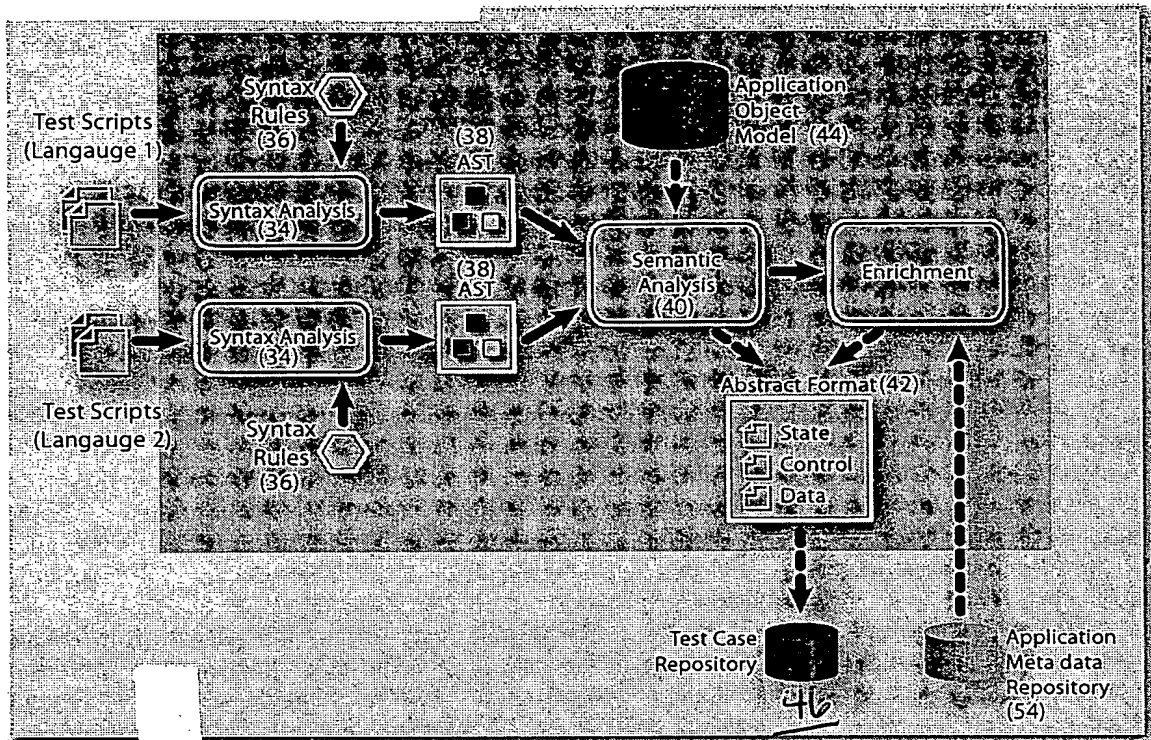 Syntax
Rules
(36)
Application
Object
Model (44)
Test Scripts
(Langauge 1)
(38)
AST
Syntax Analysis
(34)
Semantic
Analysis
(40)
Enrichment
(38)
AST
Syntax Analysis
(34)
Test Scripts
(Langauge 2)
Syntax
Rules
(36)
Abstract Format (42)
State
Control
Data
Test Case
Repository
46
Application
Meta data
Repository
(54)